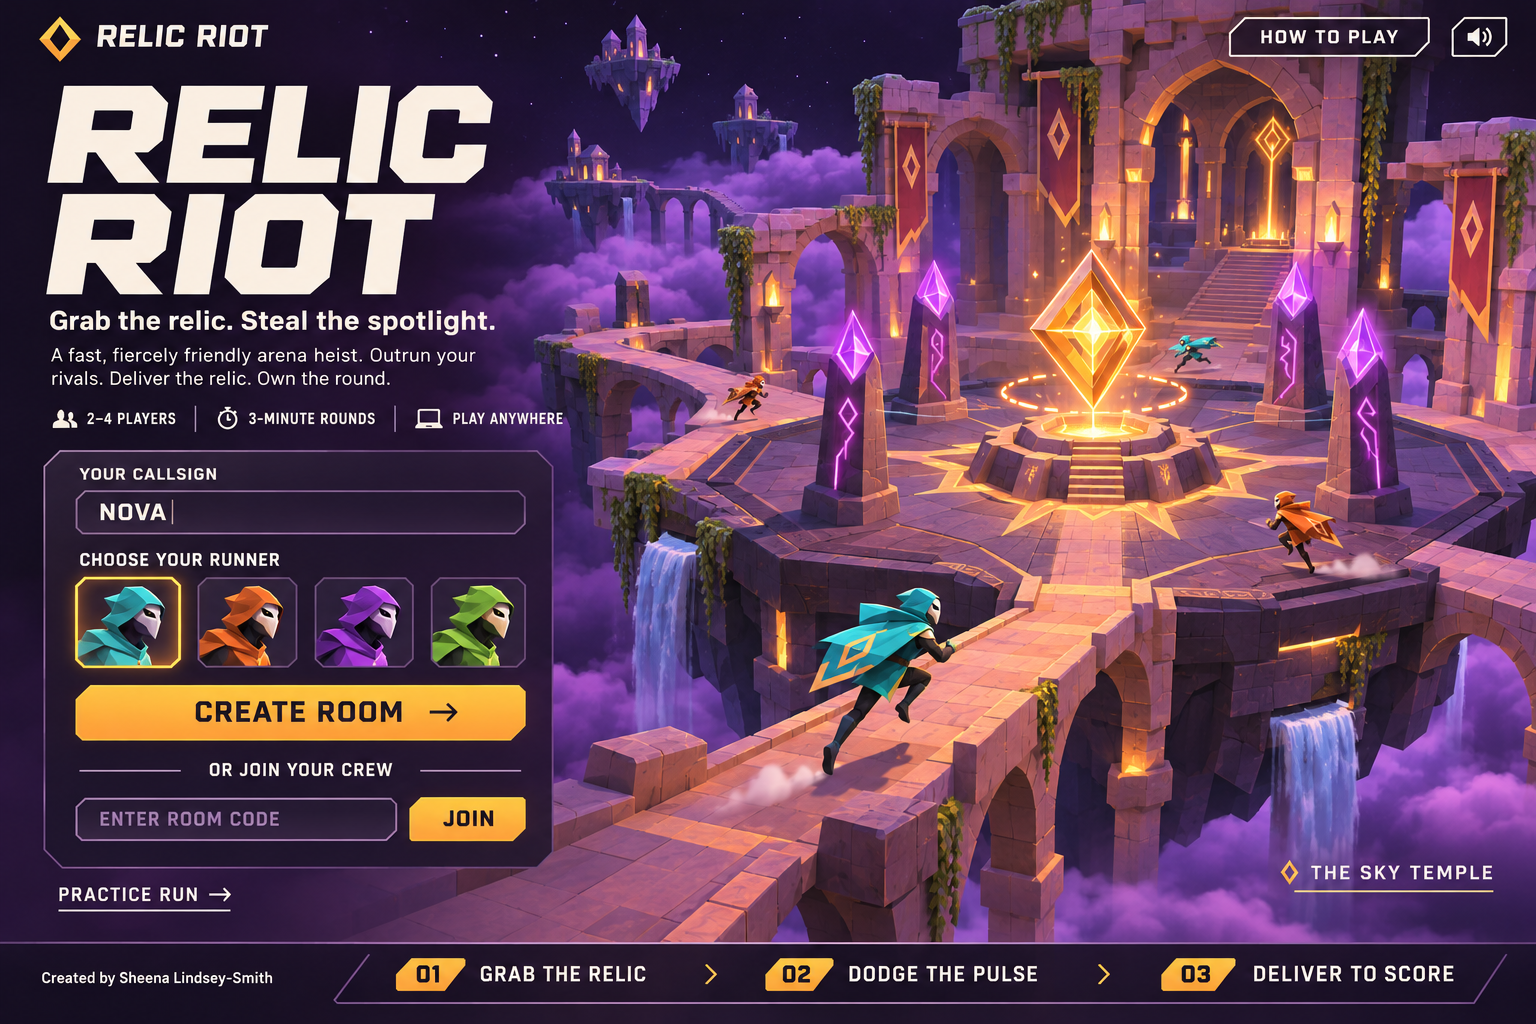 RELIC RIOT
HOW TO PLAY
RELIC
RIOT
Grab the relic. Steal the spotlight.
A fast, fiercely friendly arena heist. Outrun your
rivals. Deliver the relic. Own the round.
2–4 PLAYERS
3-MINUTE ROUNDS
PLAY ANYWHERE
YOUR CALLSIGN
NOVA
CHOOSE YOUR RUNNER
CREATE ROOM →
OR JOIN YOUR CREW
ENTER ROOM CODE
JOIN
PRACTICE RUN →
THE SKY TEMPLE
Created by Sheena Lindsey-Smith
01 GRAB THE RELIC
02 DODGE THE PULSE
03 DELIVER TO SCORE